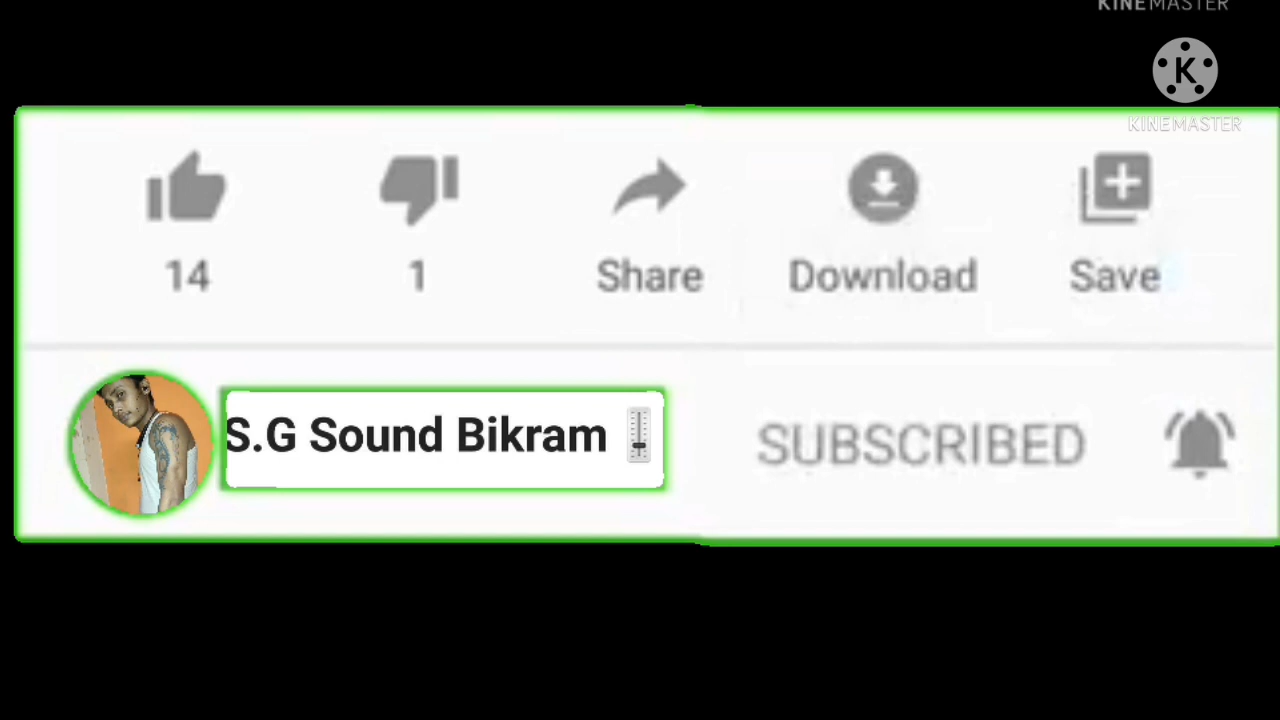 KINEMASTER
K
KINEMASTER
14 1 Share Download Save
S.G Sound Bikram 🎚 SUBSCRIBED